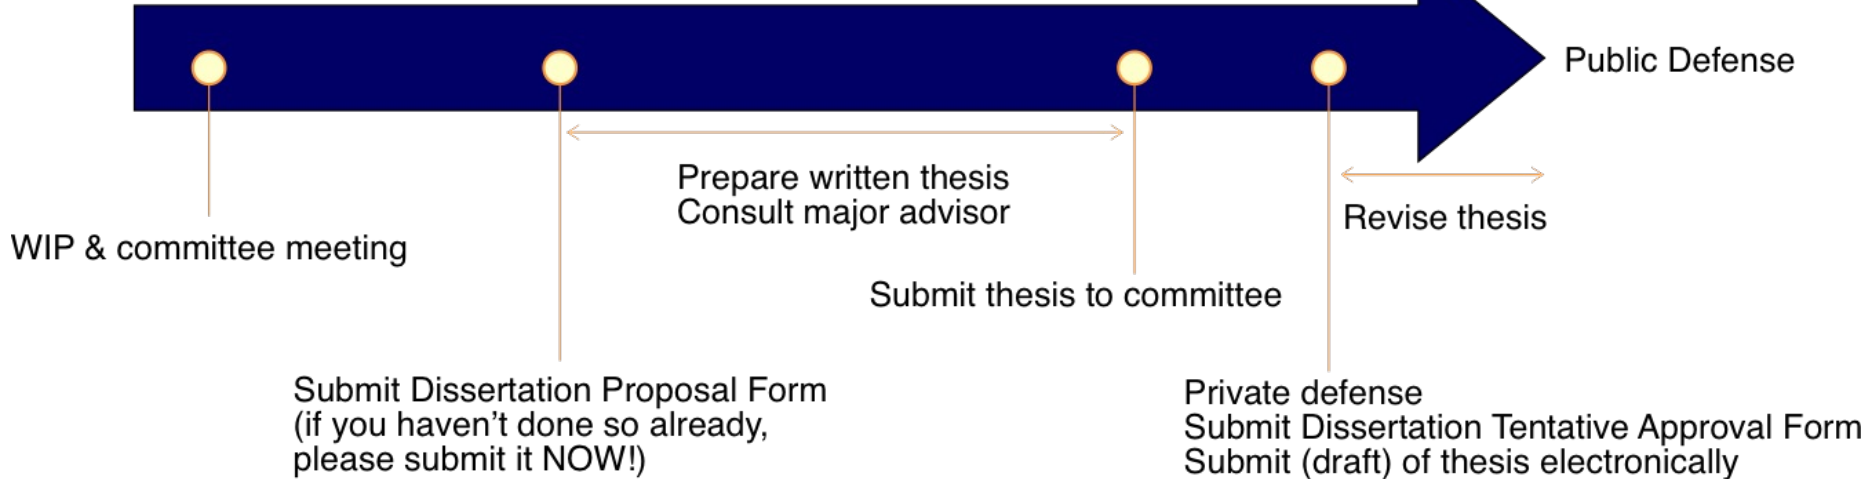 Public Defense
Prepare written thesis
Consult major advisor
Revise thesis
WIP & committee meeting
Submit thesis to committee
Submit Dissertation Proposal Form
(if you haven’t done so already,
please submit it NOW!)
Private defense
Submit Dissertation Tentative Approval Form
Submit (draft) of thesis electronically